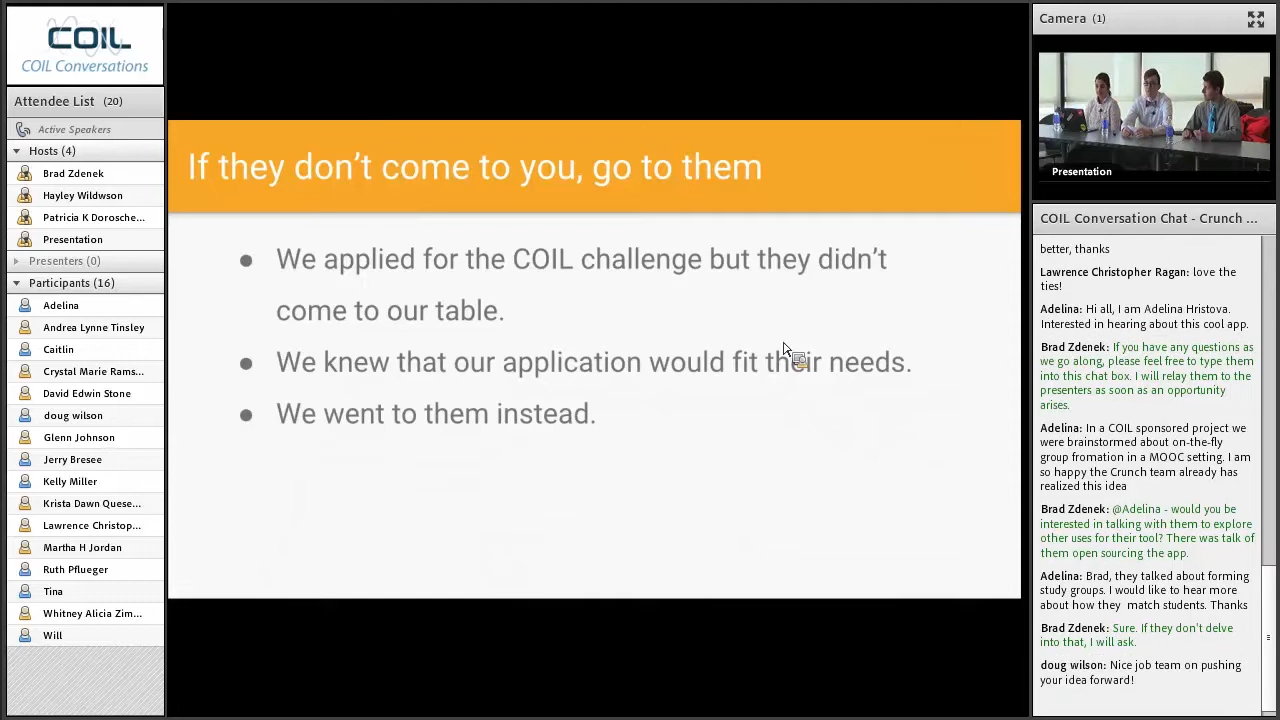 COIL
COIL Conversations
Attendee List (20)
Active Speakers
Hosts (4)
Brad Zdenek
Hayley Wildwson
Patricia K Dorosche...
Presentation
Presenters (0)
Participants (16)
Adelina
Andrea Lynne Tinsley
Caitlin
Crystal Marie Rams...
David Edwin Stone
doug wilson
Glenn Johnson
Jerry Bresee
Kelly Miller
Krista Dawn Quese...
Lawrence Christop...
Martha H Jordan
Ruth Pflueger
Tina
Whitney Alicia Zim...
Will
If they don't come to you, go to them
We applied for the COIL challenge but they didn't
come to our table.
We knew that our application would fit their needs.
We went to them instead.
Camera (1)
Presentation
COIL Conversation Chat - Crunch ...
better, thanks
Lawrence Christopher Ragan: love the
ties!
Adelina: Hi all, I am Adelina Hristova.
Interested in hearing about this cool app.
Brad Zdenek: If you have any questions as
we go along, please feel free to type them
into this chat box. I will relay them to the
presenters as soon as an opportunity
arises.
Adelina: In a COIL sponsored project we
were brainstormed about on-the-fly
group fromation in a MOOC setting. I am
so happy the Crunch team already has
realized this idea
Brad Zdenek: @Adelina - would you be
interested in talking with them to explore
other uses for their tool? There was talk of
them open sourcing the app.
Adelina: Brad, they talked about forming
study groups. I would like to hear more
about how they match students. Thanks
Brad Zdenek: Sure. If they don't delve
into that, I will ask.
doug wilson: Nice job team on pushing
your idea forward!